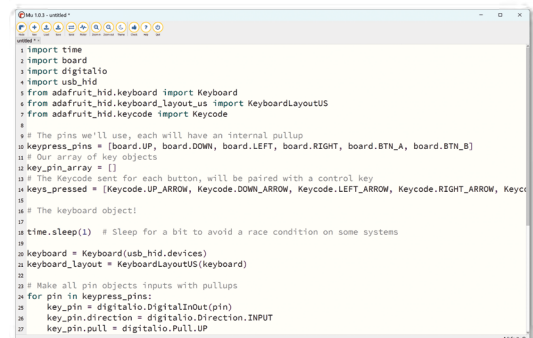 Mu 1.0.3 - untitled *
untitled *
1 import time
2 import board
3 import digitalio
4 import usb_hid
5 from adafruit_hid.keyboard import Keyboard
6 from adafruit_hid.keyboard_layout_us import KeyboardLayoutUS
7 from adafruit_hid.keycode import Keycode
8
9 # The pins we'll use, each will have an internal pullup
10 keypress_pins = [board.UP, board.DOWN, board.LEFT, board.RIGHT, board.BTN_A, board.BTN_B]
11 # Our array of key objects
12 key_pin_array = []
13 # The Keycode sent for each button, will be paired with a control key
14 keys_pressed = [Keycode.UP_ARROW, Keycode.DOWN_ARROW, Keycode.LEFT_ARROW, Keycode.RIGHT_ARROW, Keyc
15
16 # The keyboard object!
17
18 time.sleep(1)  # Sleep for a bit to avoid a race condition on some systems
19
20 keyboard = Keyboard(usb_hid.devices)
21 keyboard_layout = KeyboardLayoutUS(keyboard)
22
23 # Make all pin objects inputs with pullups
24 for pin in keypress_pins:
25     key_pin = digitalio.DigitalInOut(pin)
26     key_pin.direction = digitalio.Direction.INPUT
27     key_pin.pull = digitalio.Pull.UP